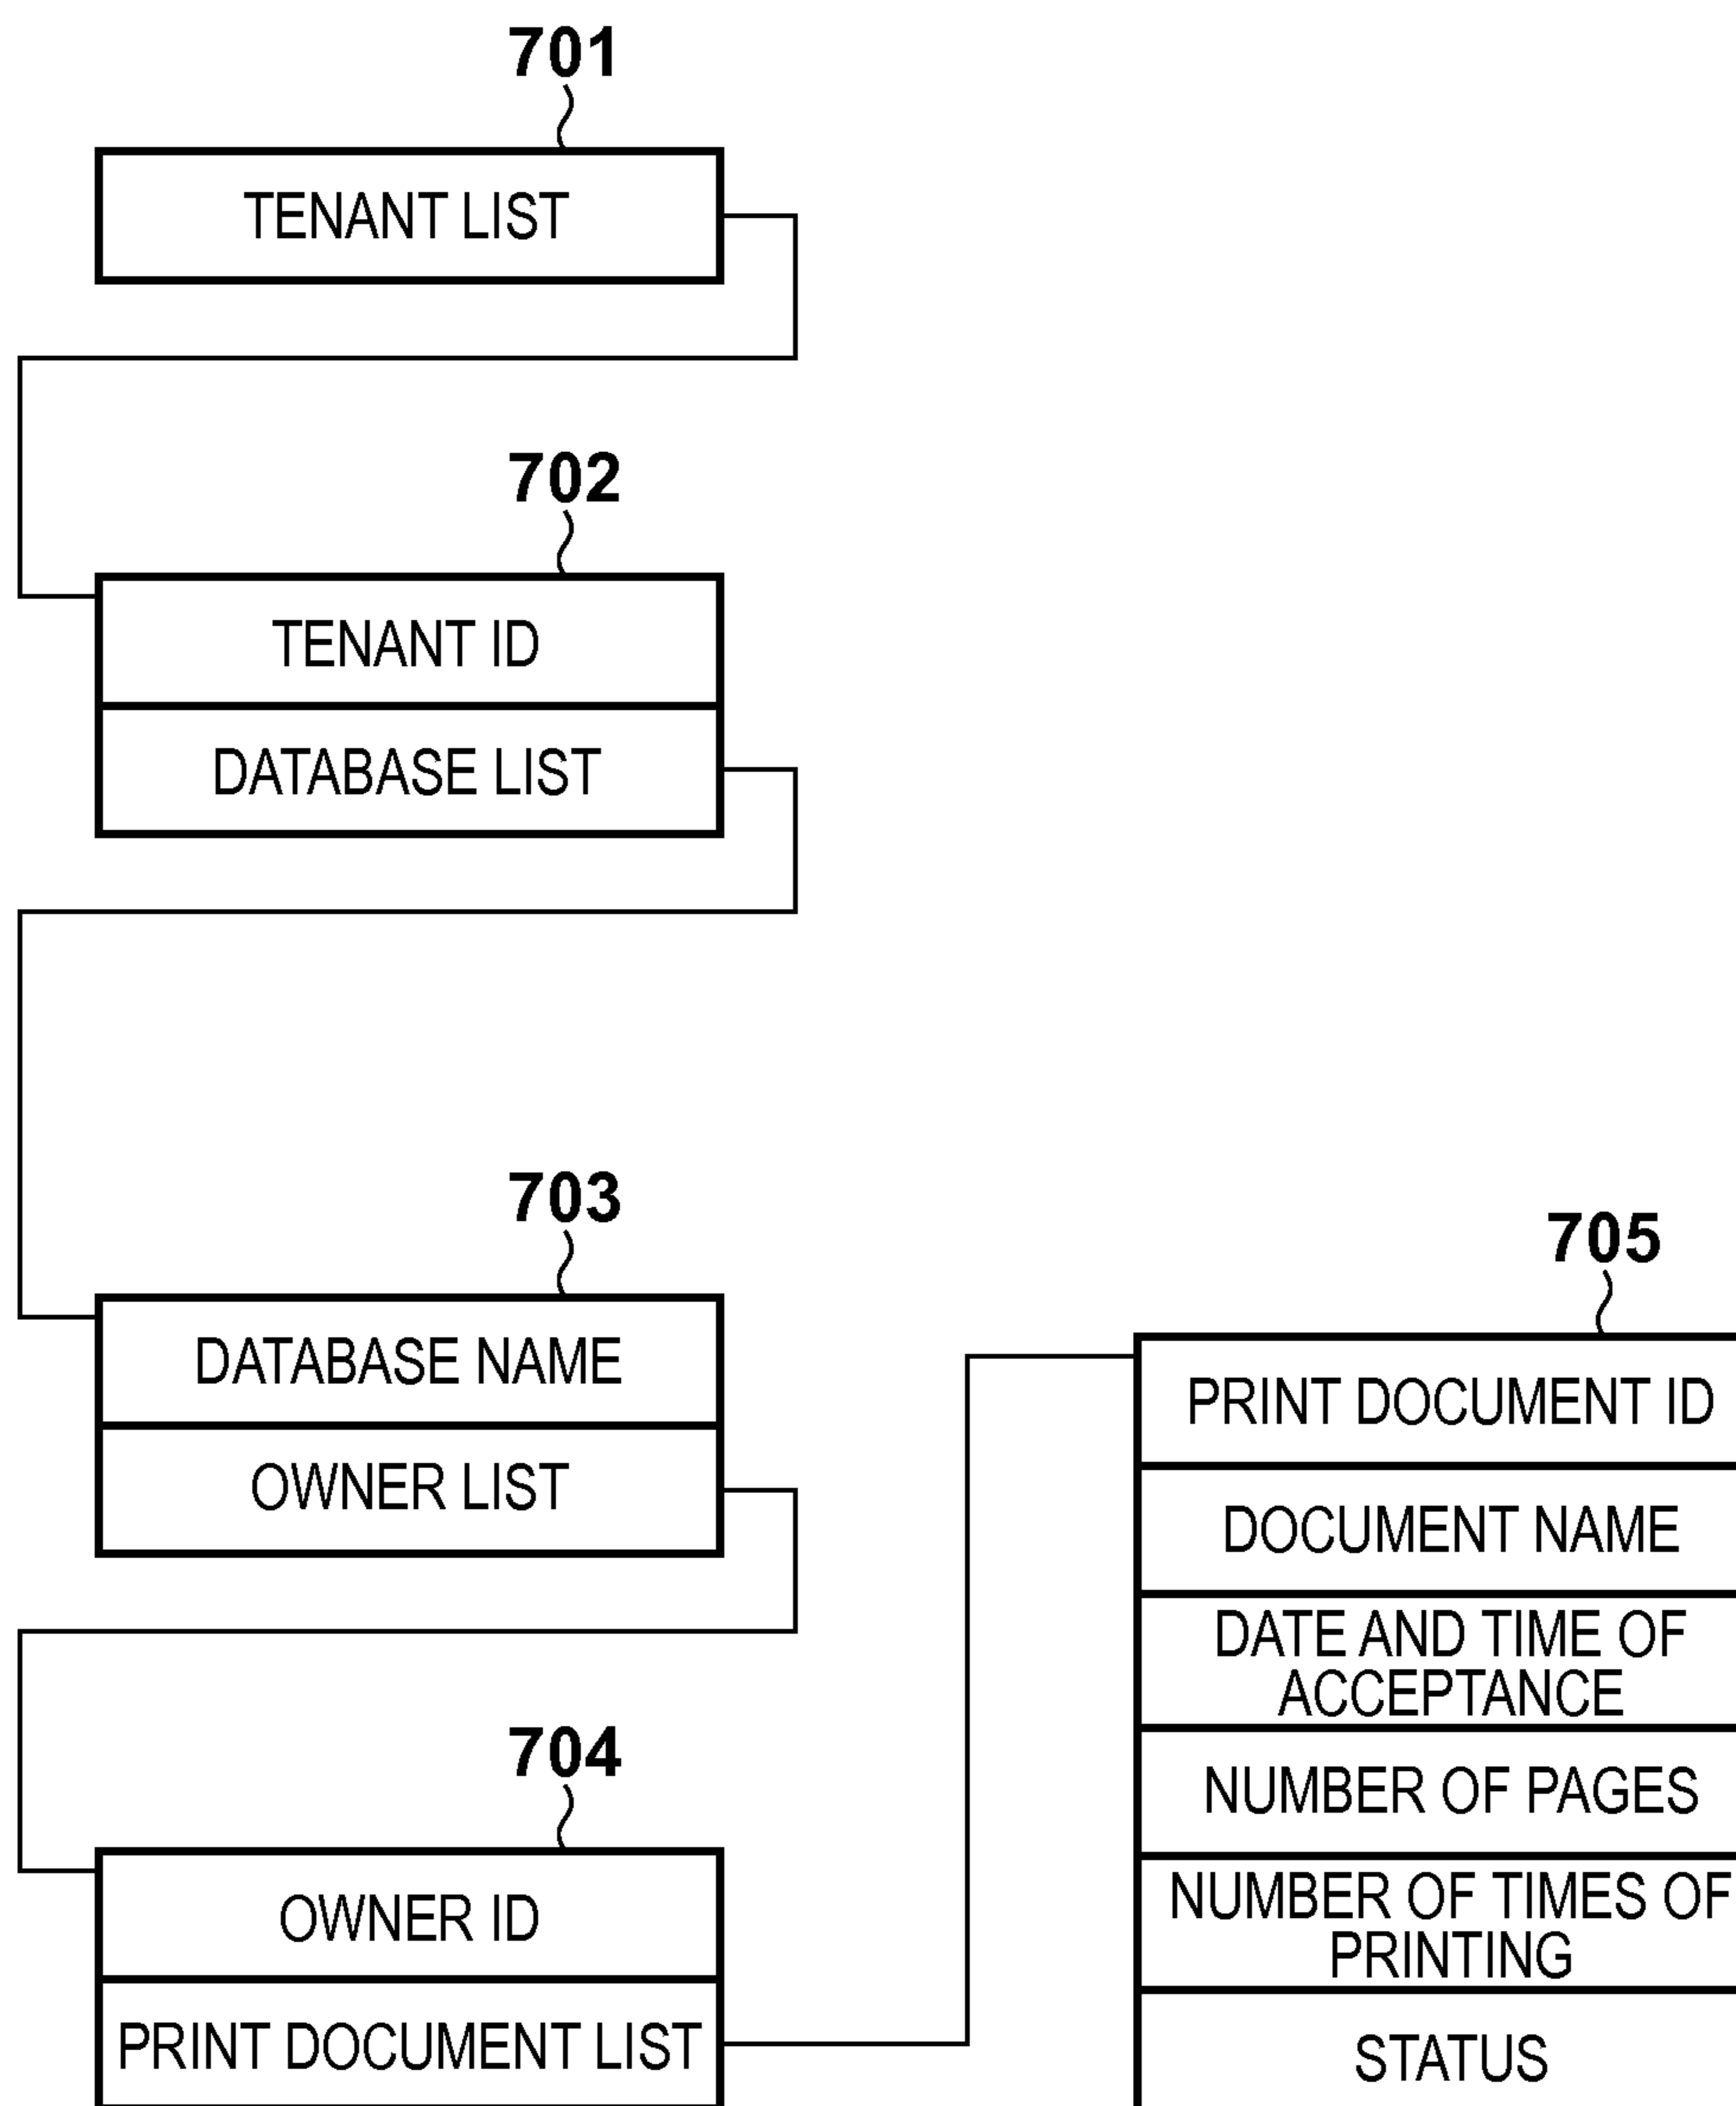 701
TENANT LIST
702
TENANT ID
DATABASE LIST
703
DATABASE NAME
OWNER LIST
704
OWNER ID
PRINT DOCUMENT LIST
705
PRINT DOCUMENT ID
DOCUMENT NAME
DATE AND TIME OF
ACCEPTANCE
NUMBER OF PAGES
NUMBER OF TIMES OF
PRINTING
STATUS